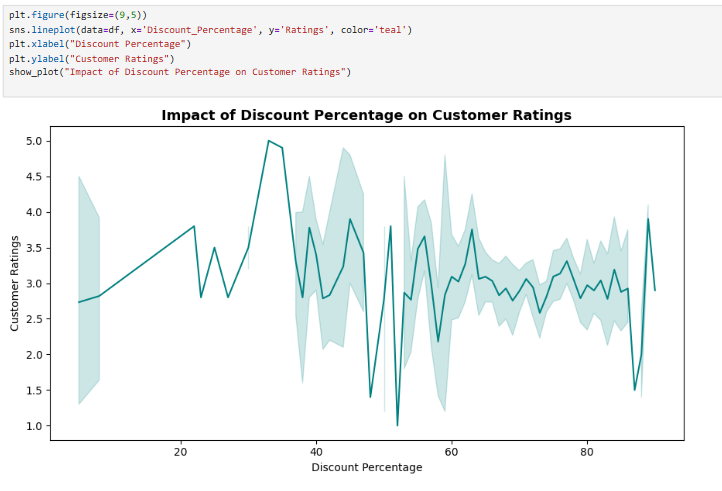 plt.figure(figsize=(9,5))
sns.lineplot(data=df, x='Discount_Percentage', y='Ratings', color='teal')
plt.xlabel("Discount Percentage")
plt.ylabel("Customer Ratings")
show_plot("Impact of Discount Percentage on Customer Ratings")
Impact of Discount Percentage on Customer Ratings
Customer Ratings
5.0
4.5
4.0
3.5
3.0
2.5
2.0
1.5
1.0
20 40 60 80
Discount Percentage